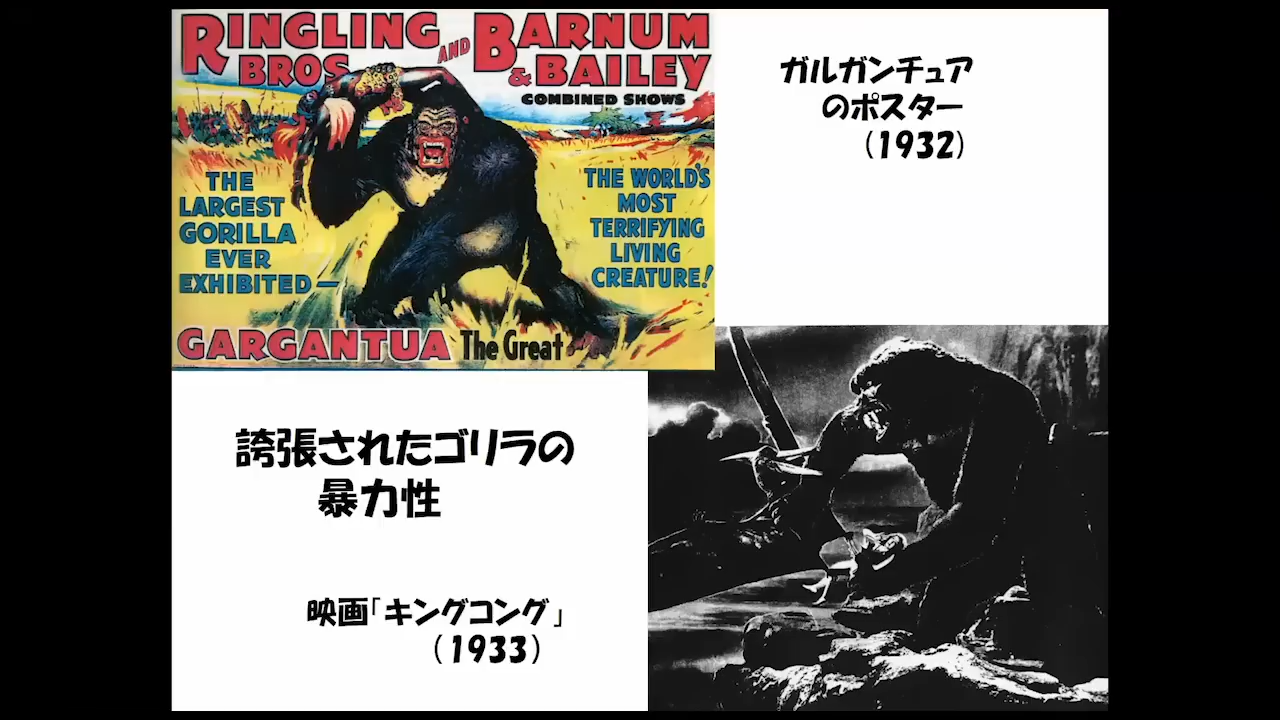 RINGLING BROS AND BARNUM & BAILEY
COMBINED SHOWS
THE
LARGEST
GORILLA
EVER
EXHIBITED—
THE WORLD'S
MOST
TERRIFYING
LIVING
CREATURE!
GARGANTUA The Great
ガルガンチュア
のポスター
(1932)
誇張されたゴリラの
暴力性
映画「キングコング」
(1933)